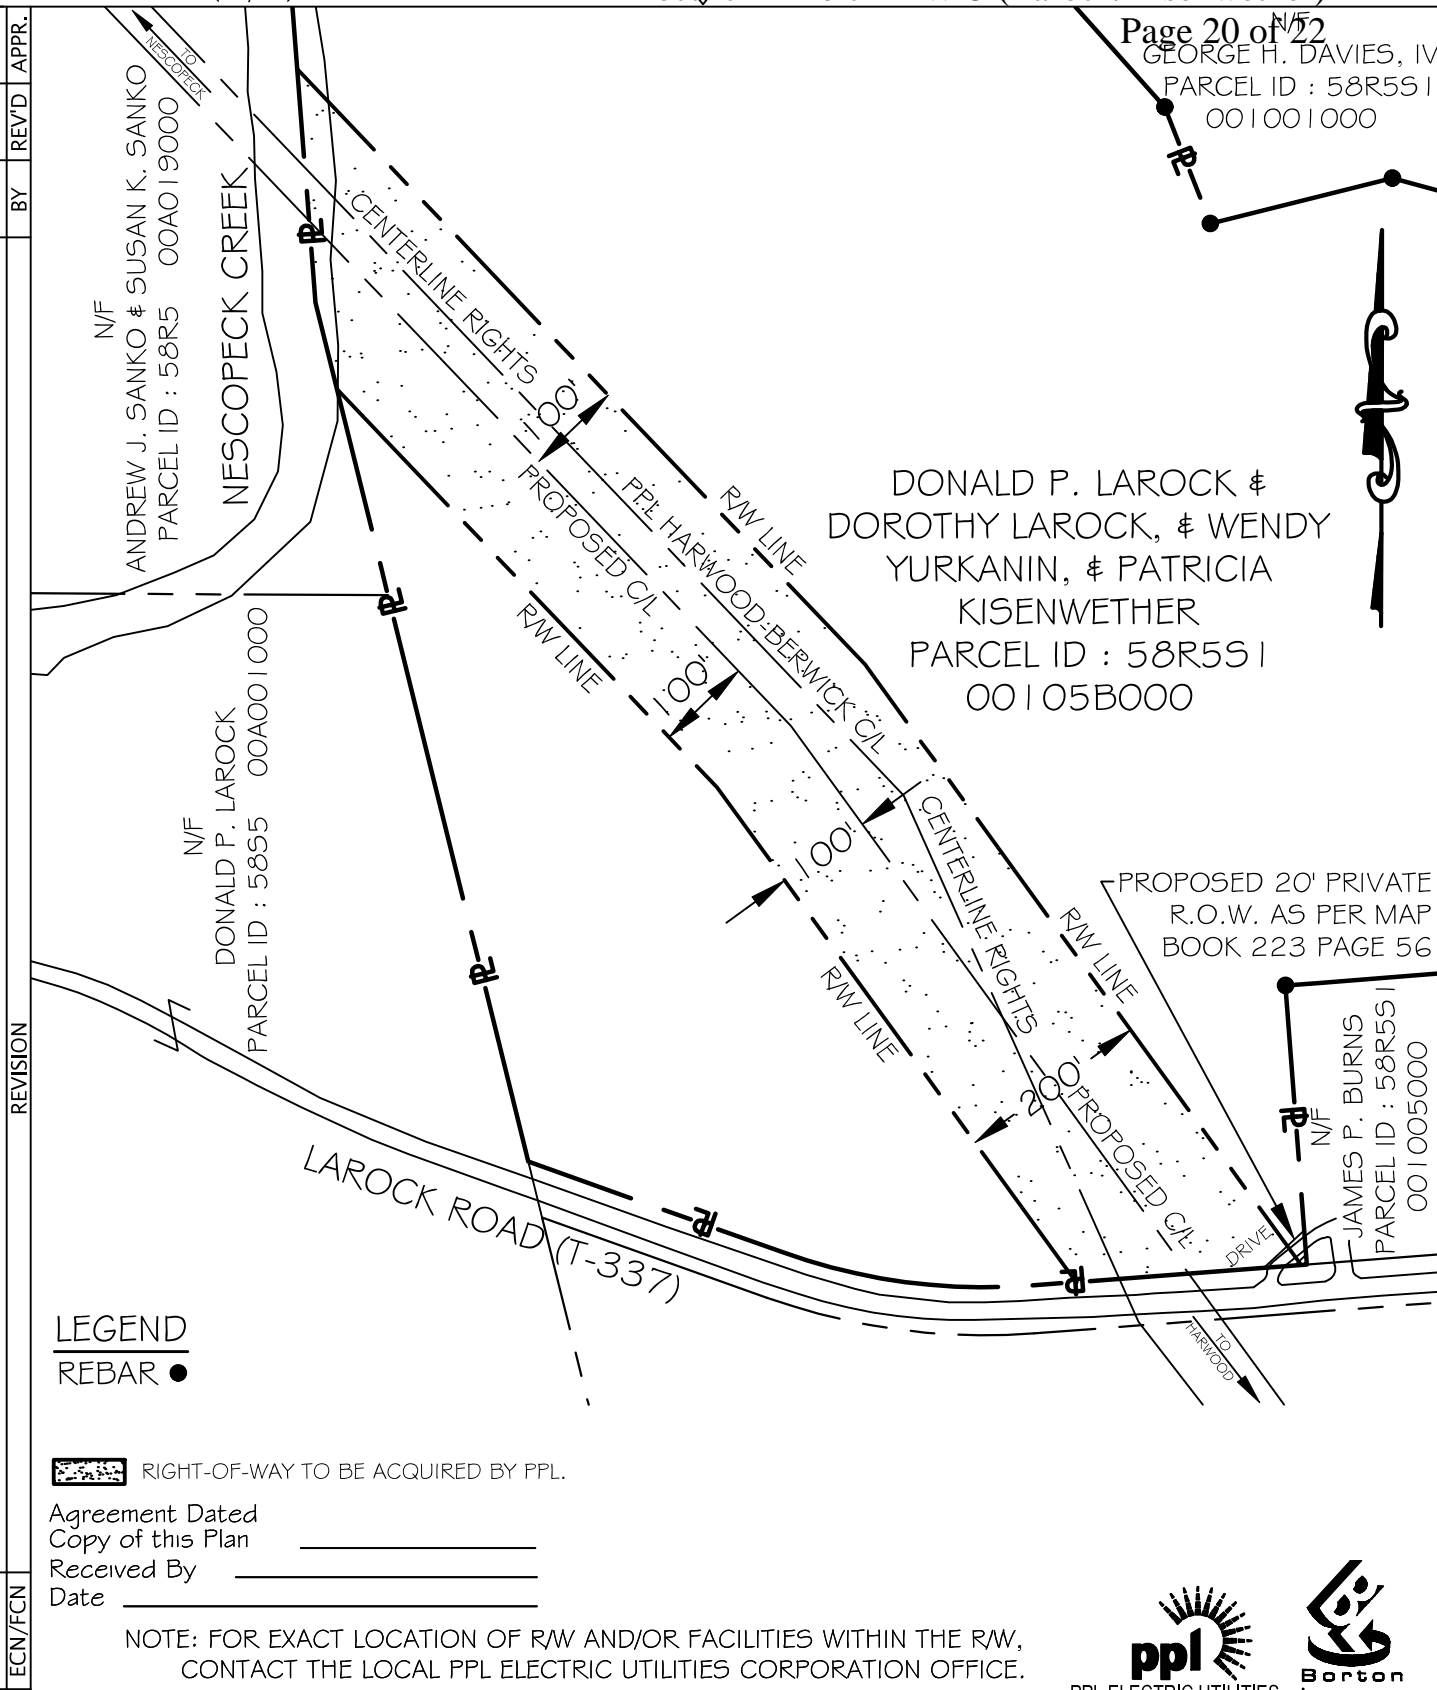 Page 20 of 22
N/F
GEORGE H. DAVIES, IV
PARCEL ID : 58R5S1
001001000
APPR.
REV'D
BY
REVISION
ECN/FCN
TO
NESCOPECK
N/F
ANDREW J. SANKO & SUSAN K. SANKO
PARCEL ID : 58R5 00A019000
NESCOPECK CREEK
CENTERLINE RIGHTS
100'
PROPOSED C/L
PPL HARWOOD-BERWICK C/L
R/W LINE
R/W LINE
100'
DONALD P. LAROCK &
DOROTHY LAROCK, & WENDY
YURKANIN, & PATRICIA
KISENWETHER
PARCEL ID : 58R5S1
00105B000
N/F
DONALD P. LAROCK
PARCEL ID : 58S5 00A001000
100'
CENTERLINE RIGHTS
R/W LINE
R/W LINE
PROPOSED 20' PRIVATE
R.O.W. AS PER MAP
BOOK 223 PAGE 56
N/F
JAMES P. BURNS
PARCEL ID : 58R5S1
001005000
200'
PROPOSED C/L
DRIVE
LAROCK ROAD (T-337)
TO
HARWOOD
LEGEND
REBAR
RIGHT-OF-WAY TO BE ACQUIRED BY PPL.
Agreement Dated
Copy of this Plan
Received By
Date
NOTE: FOR EXACT LOCATION OF R/W AND/OR FACILITIES WITHIN THE R/W,
CONTACT THE LOCAL PPL ELECTRIC UTILITIES CORPORATION OFFICE.
ppl
PPL ELECTRIC UTILITIES
Borton